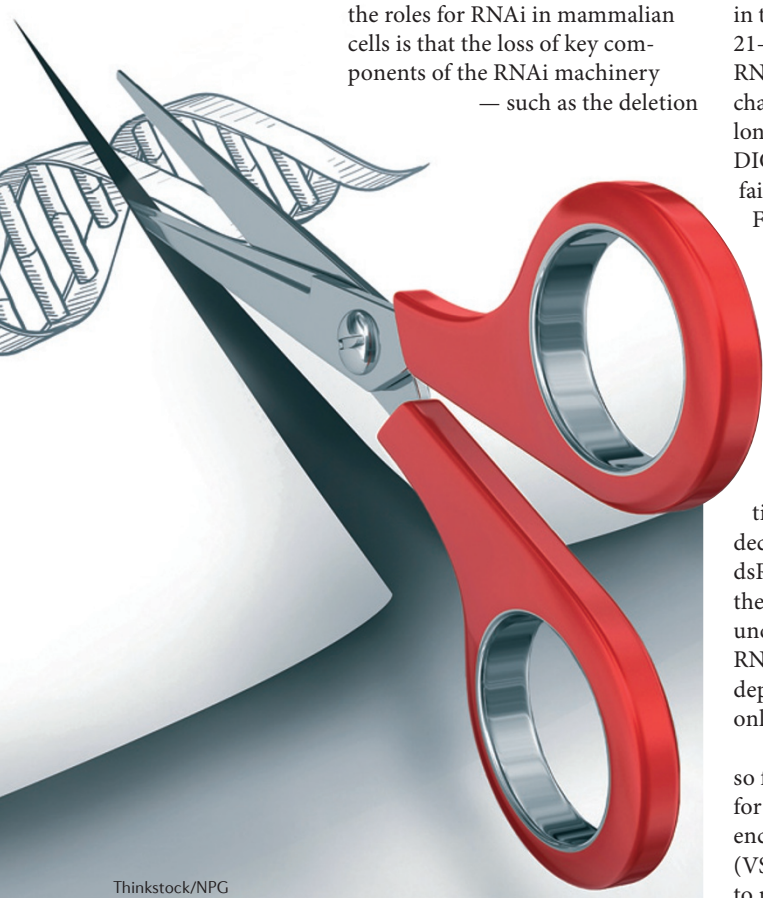 the roles for RNAi in mammalian
cells is that the loss of key com-
ponents of the RNAi machinery
— such as the deletion
in t
21-
RN
cha
lon
DIC
fai
F
ti
dec
the
und
RN
dep
onl
so f
for
enc
(VS
to
Thinkstock/NPG